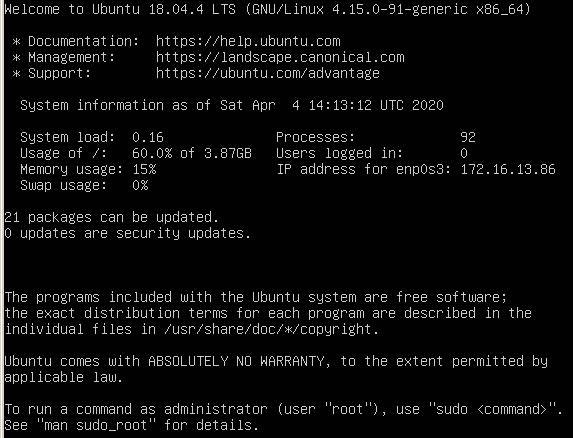 Welcome to Ubuntu 18.04.4 LTS (GNU/Linux 4.15.0-91-generic x86_64)
* Documentation:  https://help.ubuntu.com
* Management:     https://landscape.canonical.com
* Support:        https://ubuntu.com/advantage
System information as of Sat Apr  4 14:13:12 UTC 2020
System load:  0.16              Processes:             92
Usage of /:   60.0% of 3.87GB   Users logged in:       0
Memory usage: 15%               IP address for enp0s3: 172.16.13.86
Swap usage:   0%
21 packages can be updated.
0 updates are security updates.
The programs included with the Ubuntu system are free software;
the exact distribution terms for each program are described in the
individual files in /usr/share/doc/*/copyright.
Ubuntu comes with ABSOLUTELY NO WARRANTY, to the extent permitted by
applicable law.
To run a command as administrator (user "root"), use "sudo <command>".
See "man sudo_root" for details.